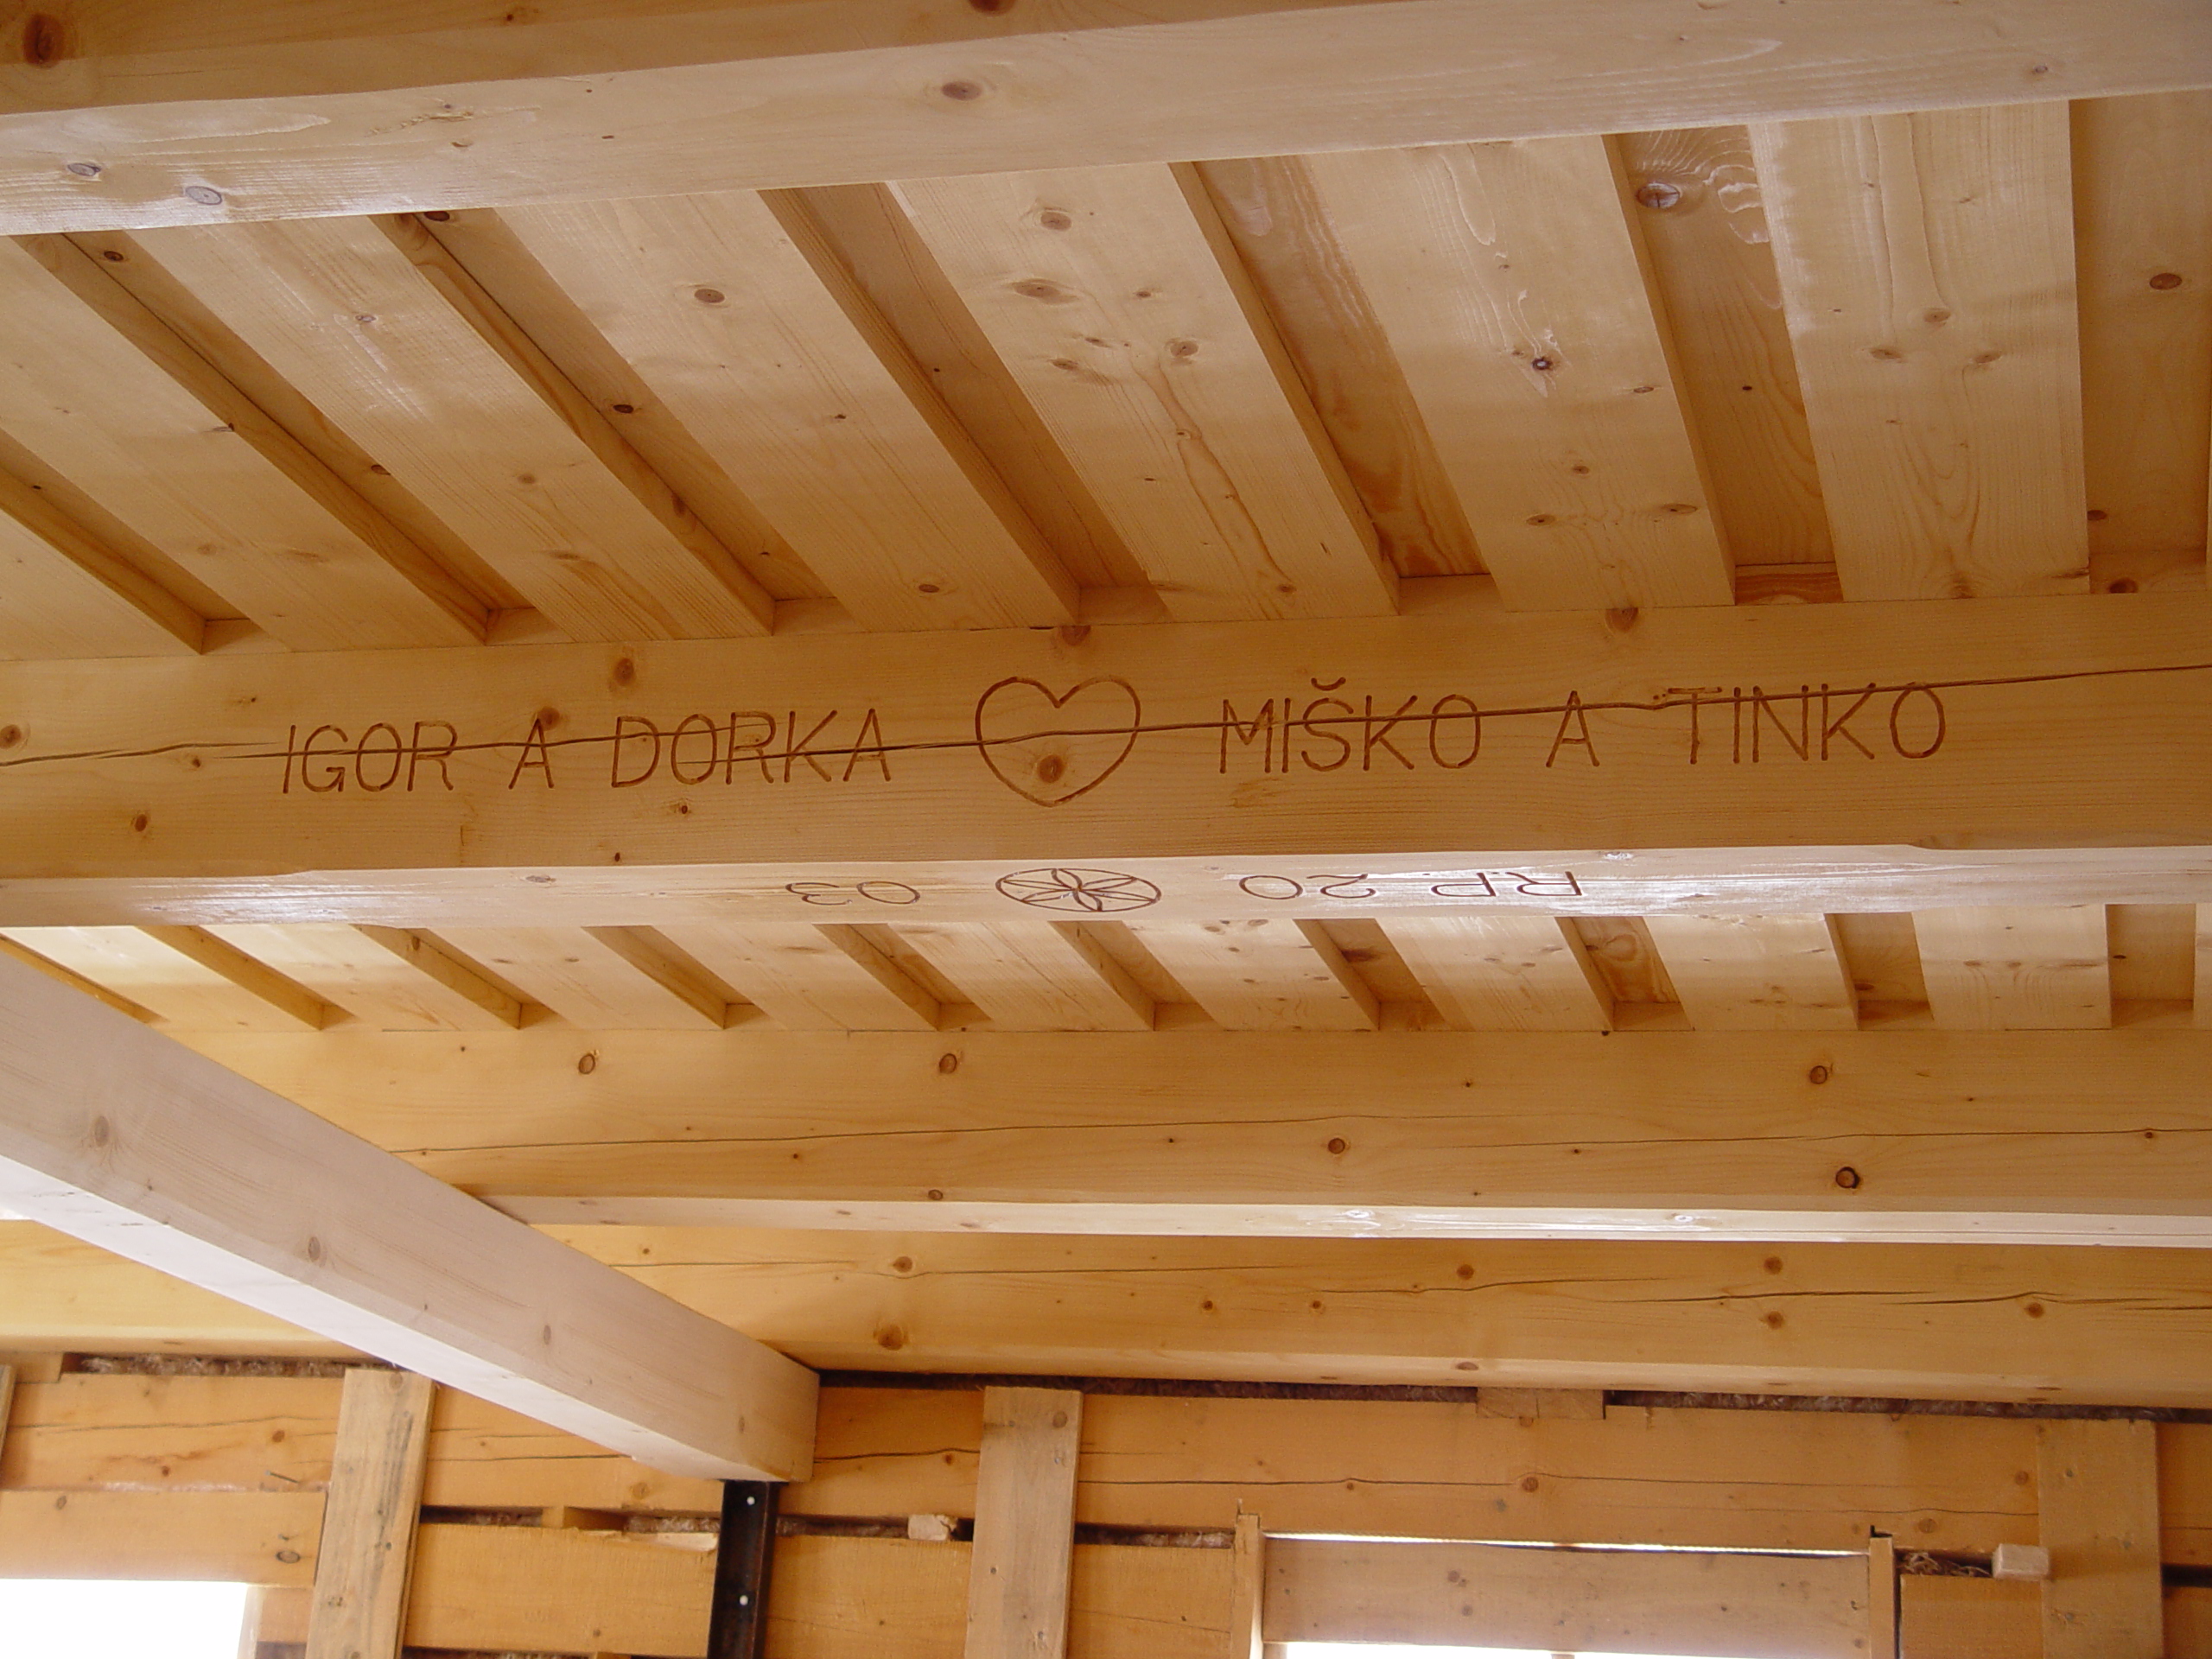 IGOR A DORKA MIŠKO A TINKO
R.P. 20 03